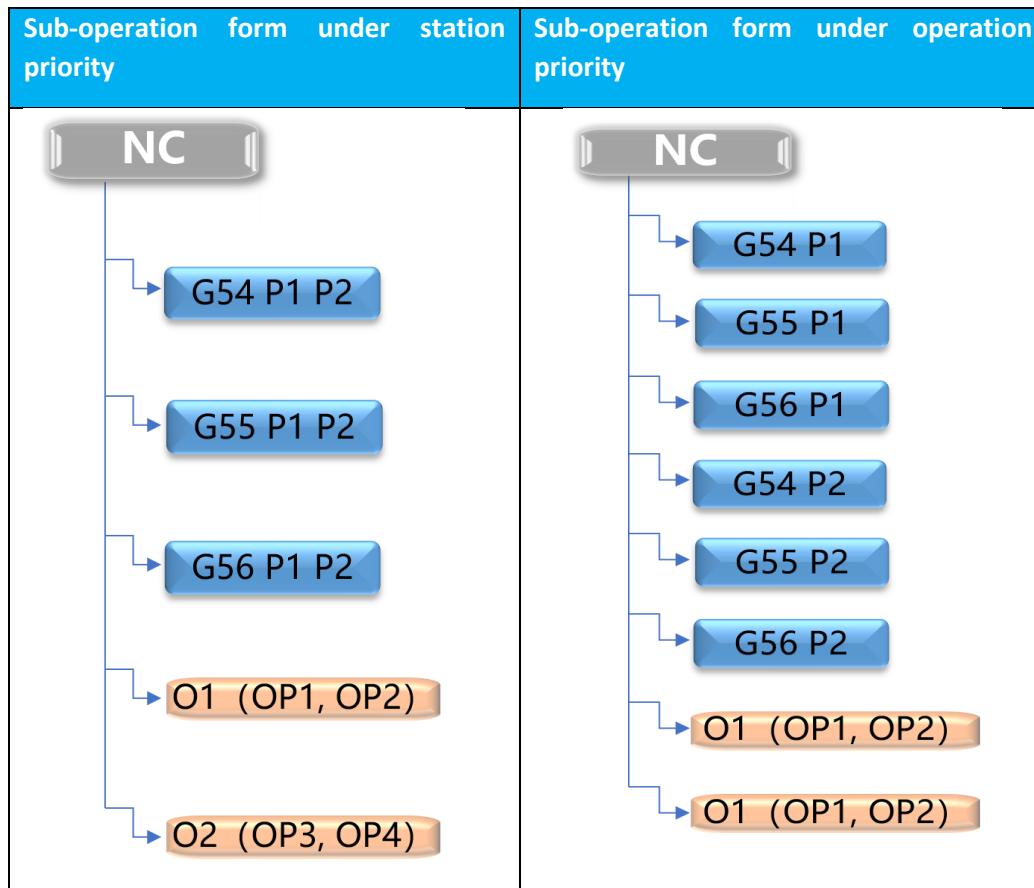 Sub-operation form under station
priority
Sub-operation form under operation
priority
NC
G54 P1 P2
G55 P1 P2
G56 P1 P2
O1 (OP1, OP2)
O2 (OP3, OP4)
NC
G54 P1
G55 P1
G56 P1
G54 P2
G55 P2
G56 P2
O1 (OP1, OP2)
O1 (OP1, OP2)